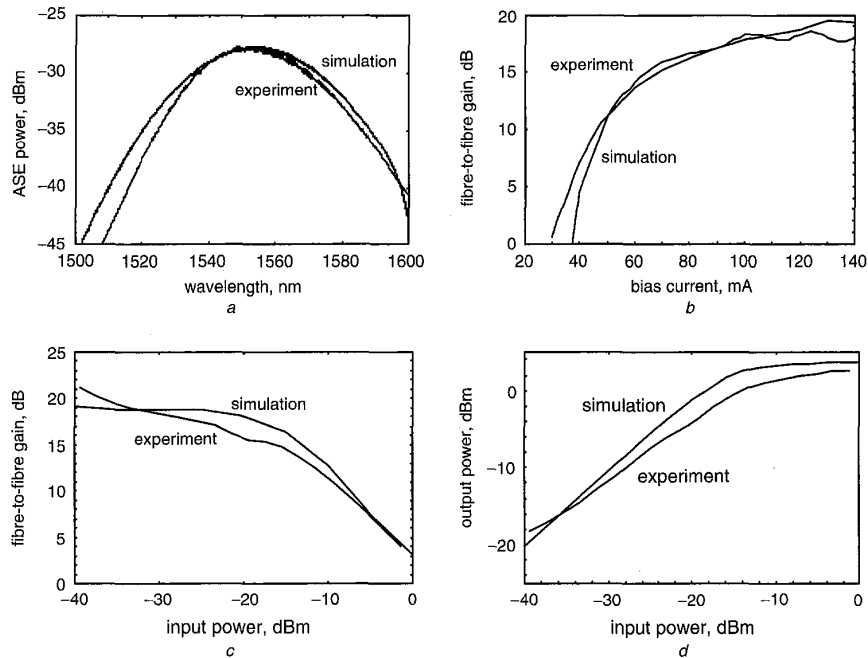 −25
−30
−35
−40
−45
ASE power, dBm
simulation
experiment
1500 1520 1540 1560 1580 1600
wavelength, nm
a
20
15
10
5
0
fibre-to-fibre gain, dB
experiment
simulation
20 40 60 80 100 120 140
bias current, mA
b
25
20
15
10
5
0
fibre-to-fibre gain, dB
simulation
experiment
−40 −30 −20 −10 0
input power, dBm
c
0
−10
−20
output power, dBm
simulation
experiment
−40 −30 −20 −10 0
input power, dBm
d